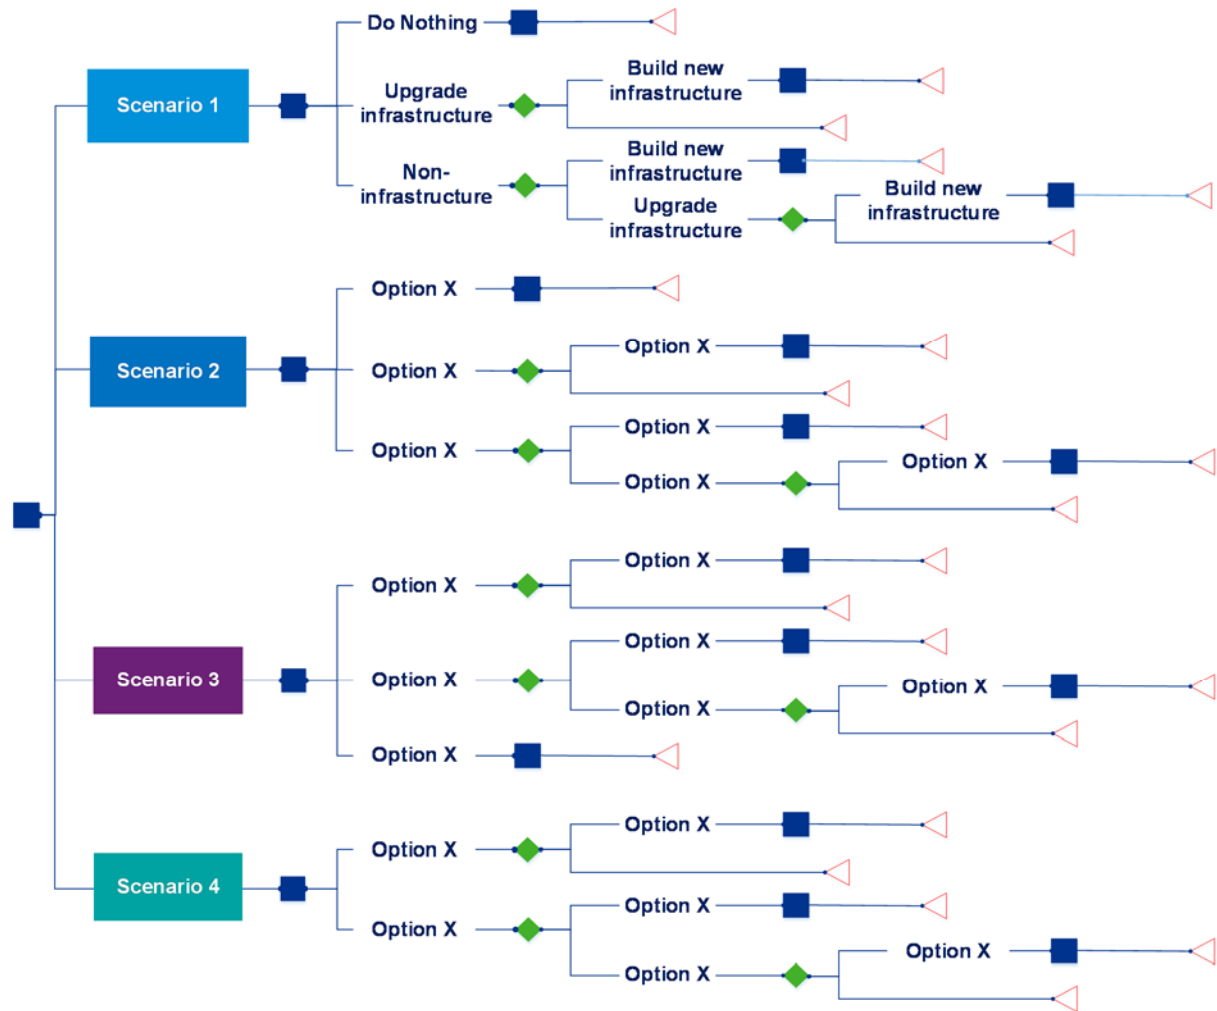 Do Nothing
Scenario 1
Upgrade
infrastructure
Build new
infrastructure
Non-
infrastructure
Build new
infrastructure
Upgrade
infrastructure
Build new
infrastructure
Scenario 2
Option X
Option X
Option X
Option X
Option X
Option X
Option X
Scenario 3
Option X
Option X
Option X
Option X
Option X
Option X
Option X
Scenario 4
Option X
Option X
Option X
Option X
Option X
Option X